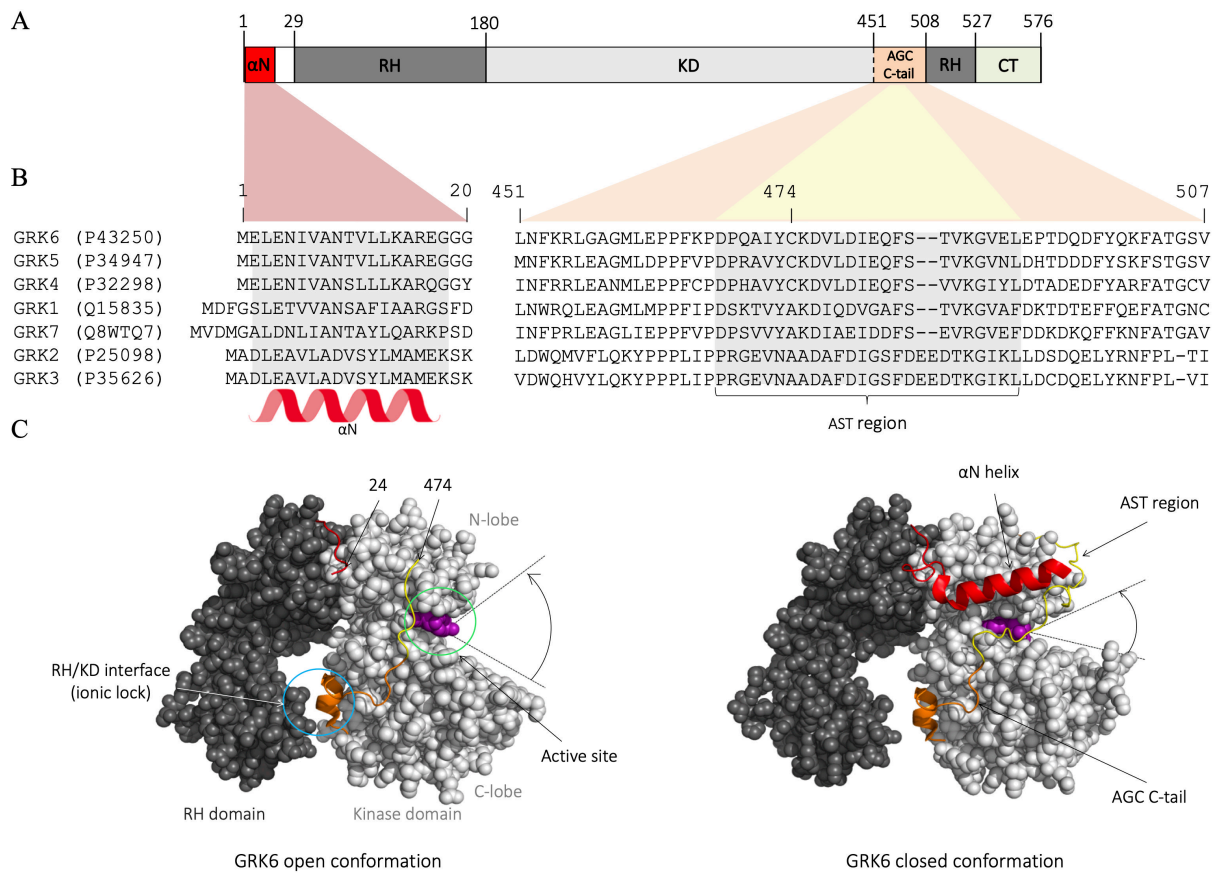 A
1 29 180 451 508 527 576
αN RH KD AGC C-tail RH CT
B
1 20 451 474 507
GRK6 (P43250) MELENIVANTVLLKAREGGG LNFKRLGAGMLEPPFKPDPQAIYCKDVLDIEQFS--TVKGVELEPTDQDFYQKFATGSV
GRK5 (P34947) MELENIVANTVLLKAREGGG MNFKRLEAGMLEPPFVPDPRAVYCKDVLDIEQFS--TVKGVNLDHTDDDFYSKFSTGSV
GRK4 (P32298) MELENIVANSLLLKARQGGY INFRRLEANMLEPPFCPDPHAVYCKDVLDIEQFS--VVKGIYLDTADEDFYARFATGCV
GRK1 (Q15835) MDFGSLETVVANSAFIAARGSFD LNWRQLEAGMLMPPFIPDSKTVYAKDIQDVGAFS--TVKGVAFDKTDTEFFQEFATGNC
GRK7 (Q8WTQ7) MVDMGALDNLIANTAYLQARKPSD INFPRLEAGLIEPPFVPDPSVVYAKDIAEIDDFS--EVRGVEFDDKDKQFFKNFATGAV
GRK2 (P25098) MADLEAVLADVSYLMAMEKSK LDWQMVFLQKYPPPLIPPRGEVNAADAFDIGSFDEEDTKGIKLLDSDQELYRNFPL-TI
GRK3 (P35626) MADLEAVLADVSYLMAMEKSK VDWQHVYLQKYPPPLIPPRGEVNAADAFDIGSFDEEDTKGIKLLDCDQELYKNFPL-VI
αN
AST region
C
24 474
N-lobe
RH/KD interface
(ionic lock)
Active site
C-lobe
RH domain
Kinase domain
GRK6 open conformation
αN helix
AST region
AGC C-tail
GRK6 closed conformation